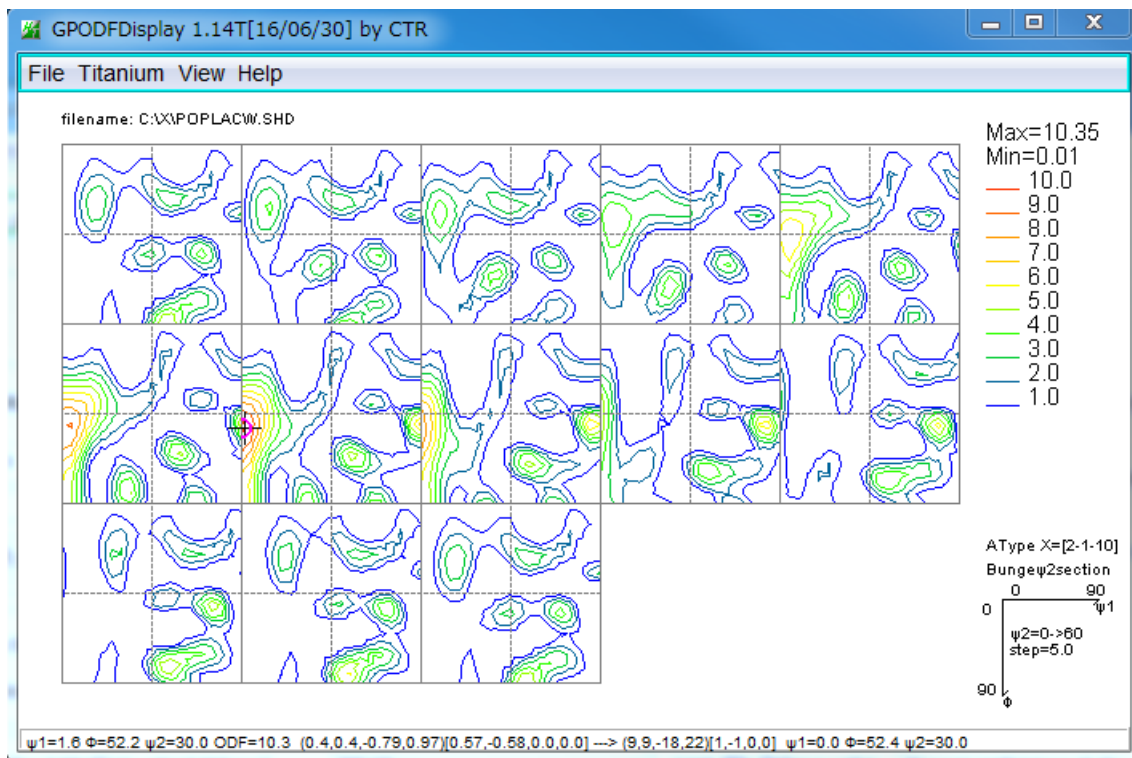 GPODFDisplay 1.14T[16/06/30] by CTR
File Titanium View Help
filename: C:\X\POPLACW.SHD
Max=10.35
Min=0.01
10.0
9.0
8.0
7.0
6.0
5.0
4.0
3.0
2.0
1.0
AType X=[2-1-10]
Bungeψ2section
0 90
0 ψ1
ψ2=0->60
step=5.0
90
Φ
ψ1=1.6 Φ=52.2 ψ2=30.0 ODF=10.3 (0.4,0.4,-0.79,0.97)[0.57,-0.58,0.0,0.0] ---> (9,9,-18,22)[1,-1,0,0] ψ1=0.0 Φ=52.4 ψ2=30.0